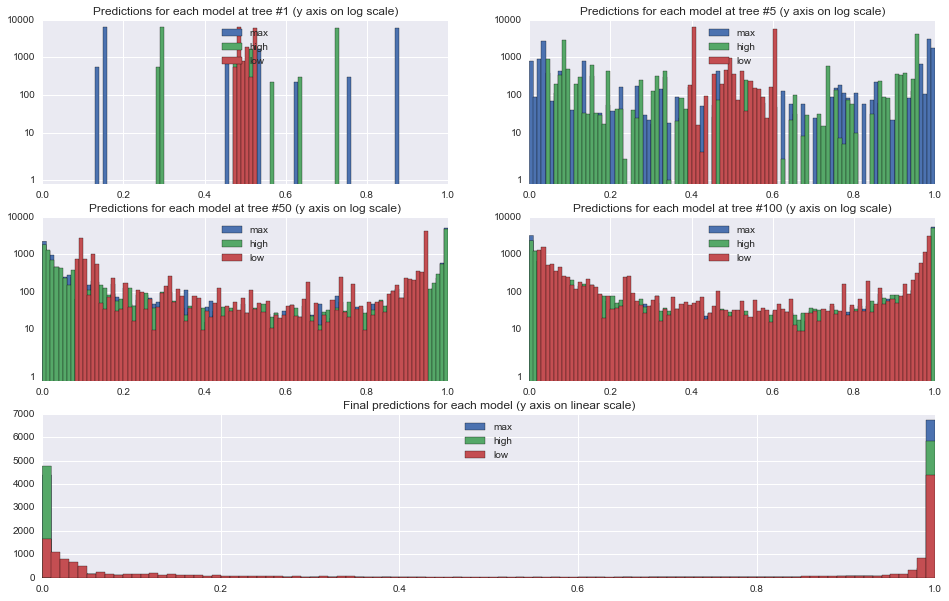 Predictions for each model at tree #1 (y axis on log scale)
10000
1000
100
10
1
max
high
low
0.0 0.2 0.4 0.6 0.8 1.0
Predictions for each model at tree #5 (y axis on log scale)
10000
1000
100
10
1
max
high
low
0.0 0.2 0.4 0.6 0.8 1.0
Predictions for each model at tree #50 (y axis on log scale)
10000
1000
100
10
1
max
high
low
0.0 0.2 0.4 0.6 0.8 1.0
Predictions for each model at tree #100 (y axis on log scale)
10000
1000
100
10
1
max
high
low
0.0 0.2 0.4 0.6 0.8 1.0
Final predictions for each model (y axis on linear scale)
7000
6000
5000
4000
3000
2000
1000
0
max
high
low
0.0 0.2 0.4 0.6 0.8 1.0